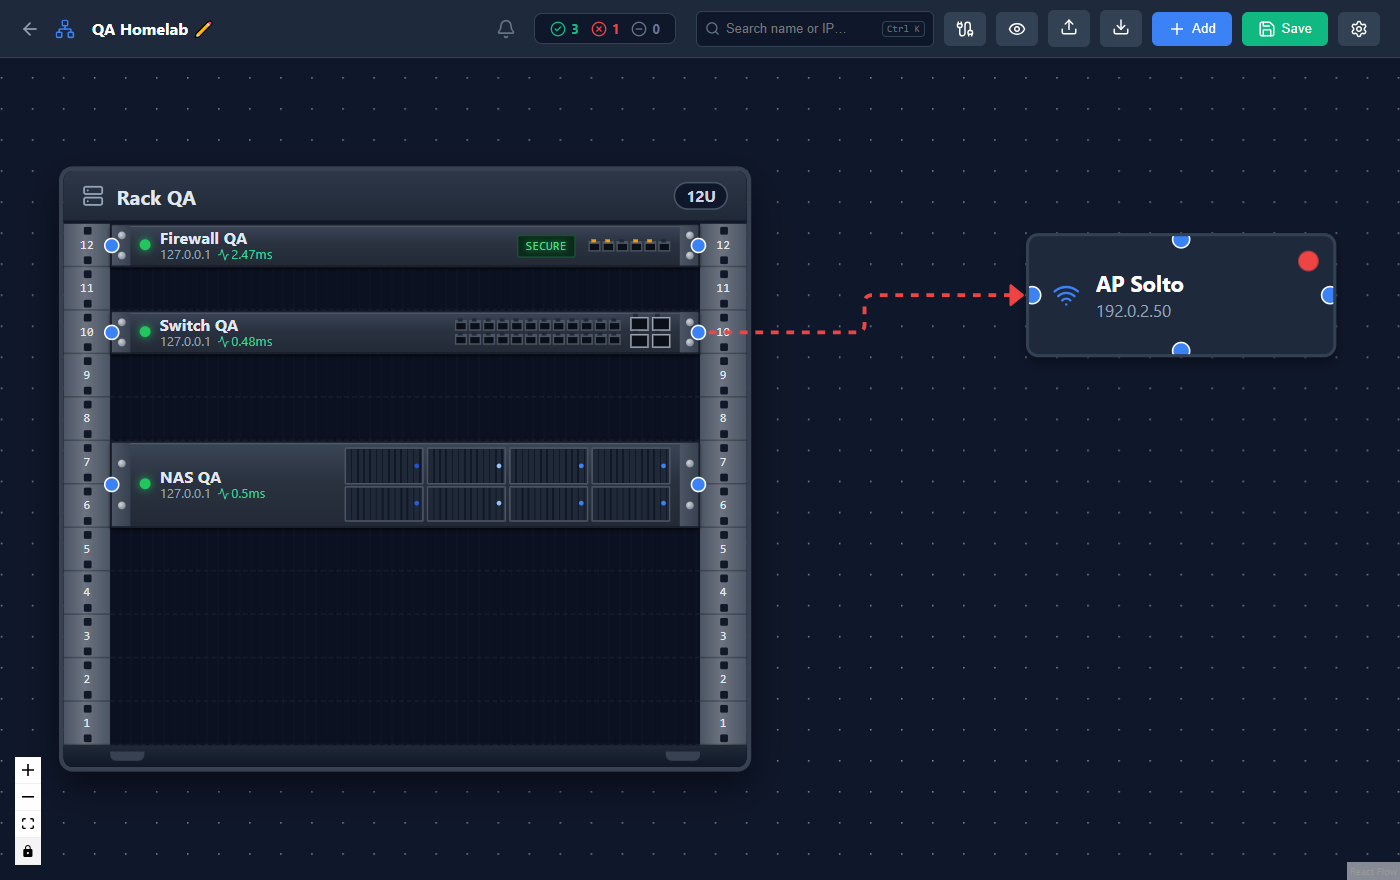 QA Homelab
3 1 0
Search name or IP... Ctrl K
Add
Save
Rack QA
12U
12 Firewall QA 12
127.0.0.1 2.47ms
SECURE
11 11
10 Switch QA 10
127.0.0.1 0.48ms
9 9
8 8
7 7
NAS QA
127.0.0.1 0.5ms
6 6
5 5
4 4
3 3
2 2
1 1
AP Solto
192.0.2.50
React Flow